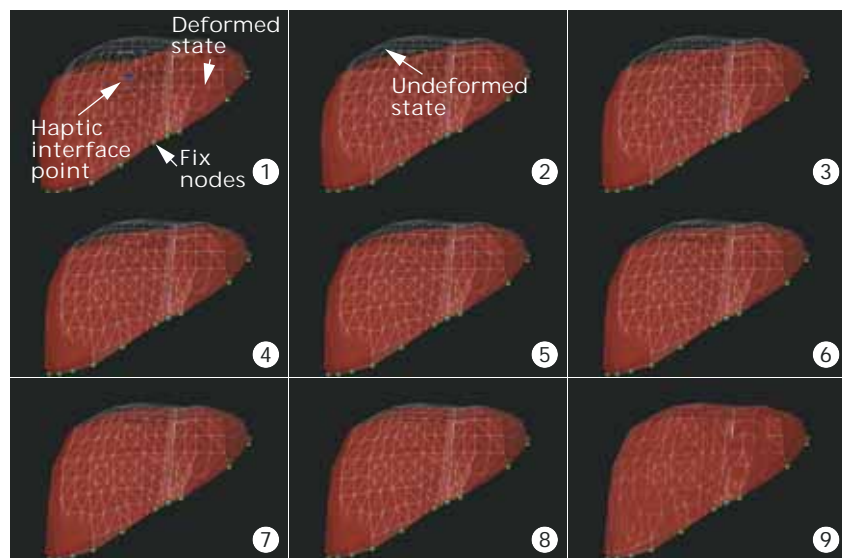 Deformed
state
Haptic
interface
point
Fix
nodes
1
Undeformed
state
2
3
4
5
6
7
8
9